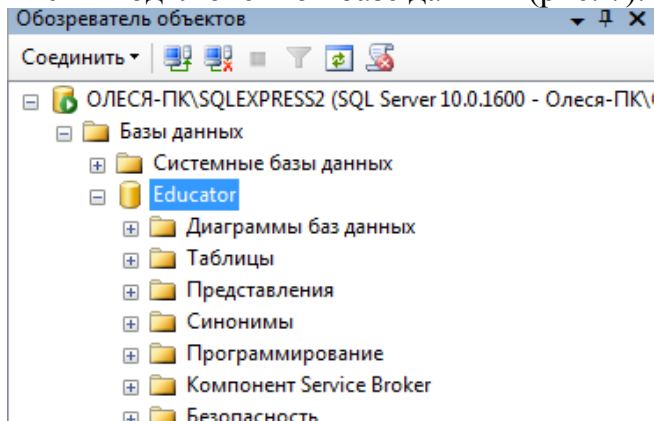 Обозреватель объектов
Соединить
ОЛЕСЯ-ПК\SQLEXPRESS2 (SQL Server 10.0.1600 - Олеся-ПК\
Базы данных
Системные базы данных
Educator
Диаграммы баз данных
Таблицы
Представления
Синонимы
Программирование
Компонент Service Broker
Безопасность